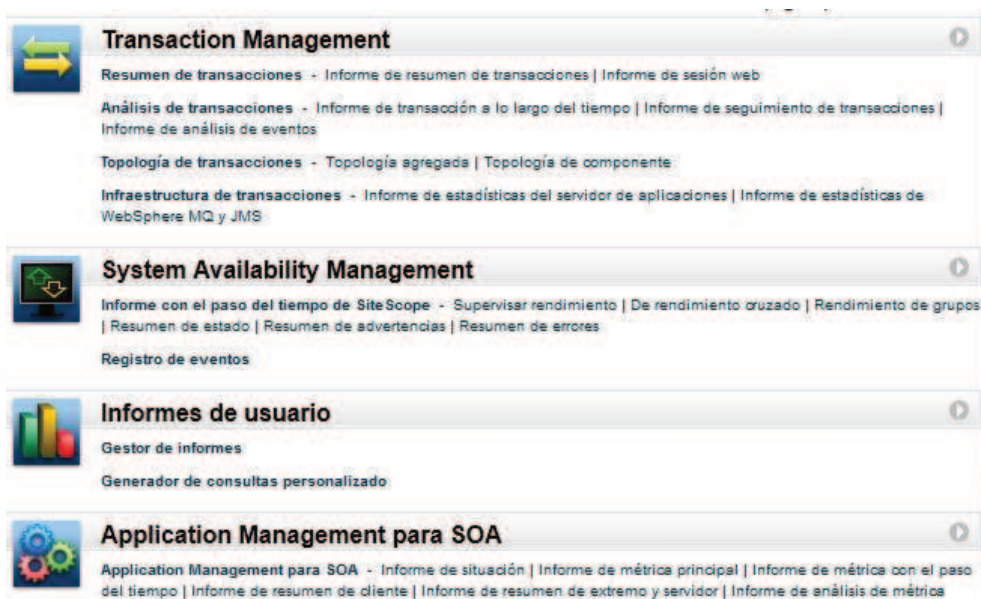 Transaction Management
Resumen de transacciones - Informe de resumen de transacciones | Informe de sesión web
Análisis de transacciones - Informe de transacción a lo largo del tiempo | Informe de seguimiento de transacciones |
Informe de análisis de eventos
Topología de transacciones - Topología agregada | Topología de componente
Infraestructura de transacciones - Informe de estadísticas del servidor de aplicaciones | Informe de estadísticas de
WebSphere MQ y JMS
System Availability Management
Informe con el paso del tiempo de SiteScope - Supervisar rendimiento | De rendimiento cruzado | Rendimiento de grupos
| Resumen de estado | Resumen de advertencias | Resumen de errores
Registro de eventos
Informes de usuario
Gestor de informes
Generador de consultas personalizado
Application Management para SOA
Application Management para SOA - Informe de situación | Informe de métrica principal | Informe de métrica con el paso
del tiempo | Informe de resumen de cliente | Informe de resumen de extremo y servidor | Informe de análisis de métrica